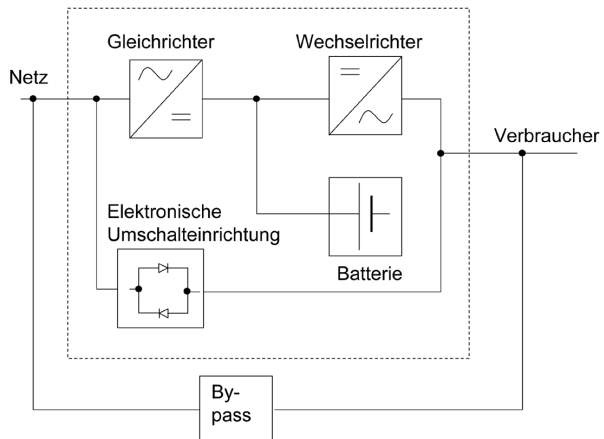 Gleichrichter
Wechselrichter
Netz
Verbraucher
Elektronische
Umschalteinrichtung
Batterie
By-
pass